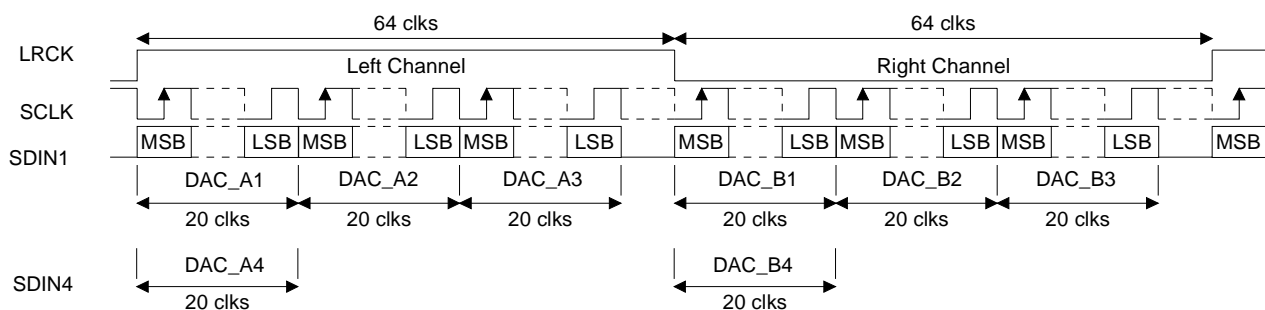 64 clks 64 clks
LRCK Left Channel Right Channel
SCLK
SDIN1 MSB LSB MSB LSB MSB LSB MSB LSB MSB LSB MSB LSB MSB
DAC_A1 DAC_A2 DAC_A3 DAC_B1 DAC_B2 DAC_B3
20 clks 20 clks 20 clks 20 clks 20 clks 20 clks
DAC_A4 DAC_B4
SDIN4
20 clks 20 clks